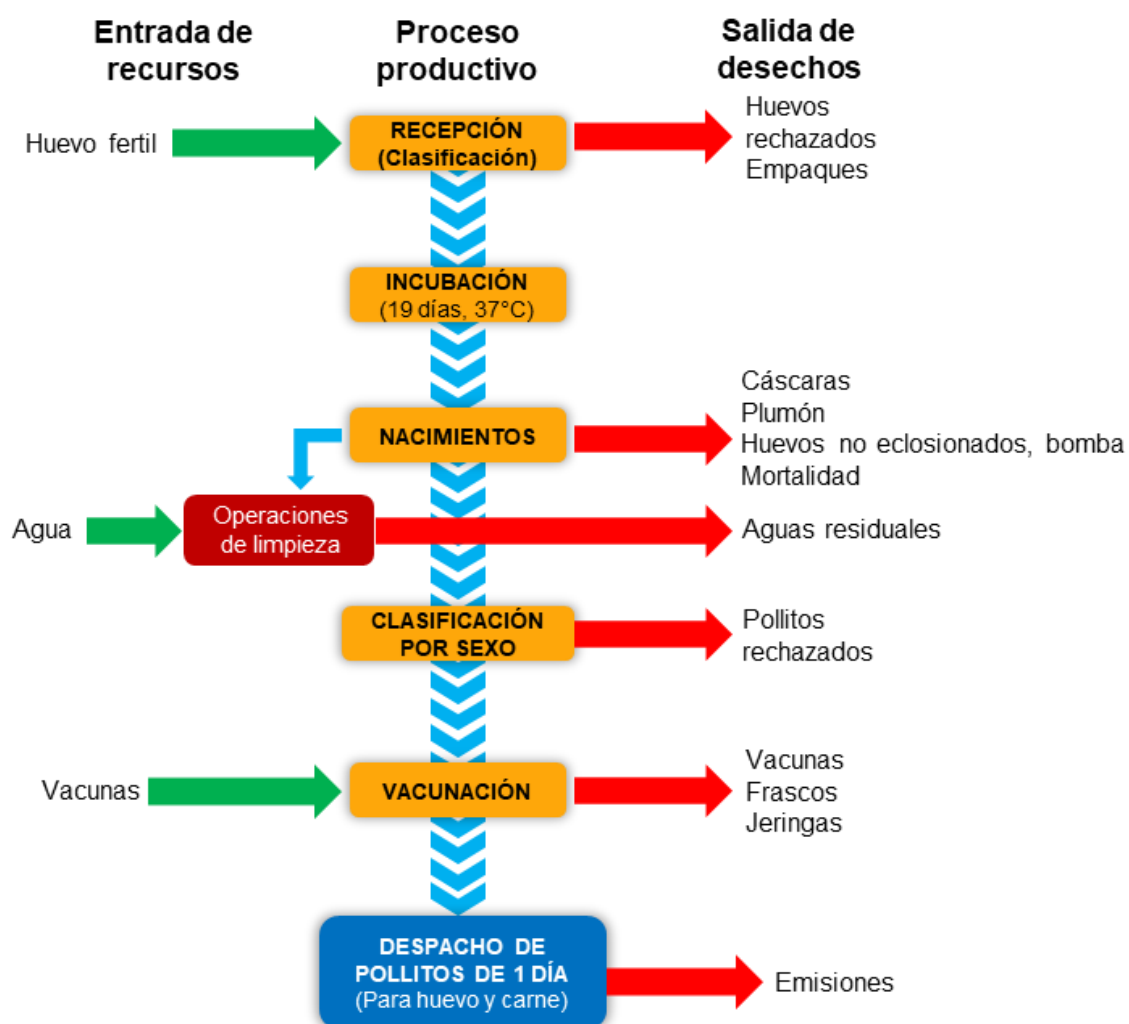 Entrada de
recursos
Proceso
productivo
Salida de
desechos
Huevo fertil
RECEPCIÓN
(Clasificación)
Huevos
rechazados
Empaques
INCUBACIÓN
(19 días, 37°C)
NACIMIENTOS
Cáscaras
Plumón
Huevos no eclosionados, bomba
Mortalidad
Agua
Operaciones
de limpieza
Aguas residuales
CLASIFICACIÓN
POR SEXO
Pollitos
rechazados
Vacunas
VACUNACIÓN
Vacunas
Frascos
Jeringas
DESPACHO DE
POLLITOS DE 1 DÍA
(Para huevo y carne)
Emisiones